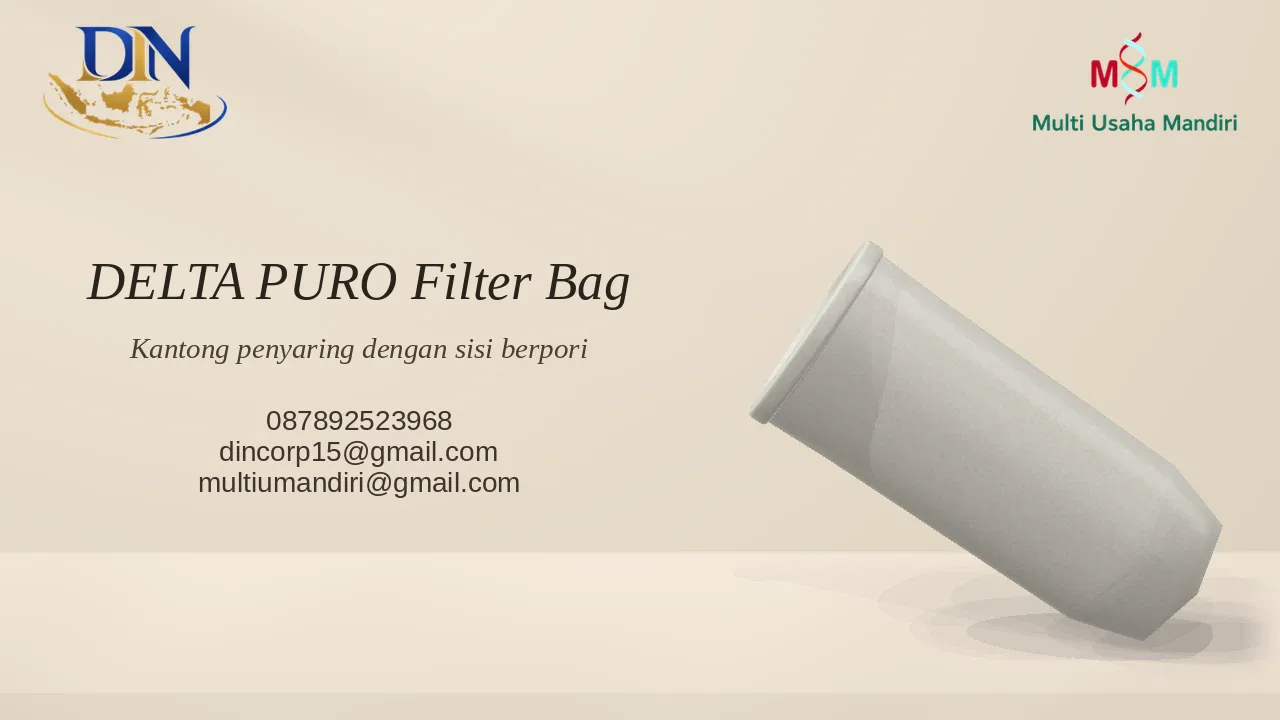 DIN
MSM
Multi Usaha Mandiri
DELTA PURO Filter Bag
Kantong penyaring dengan sisi berpori
087892523968
dincorp15@gmail.com
multiumandiri@gmail.com